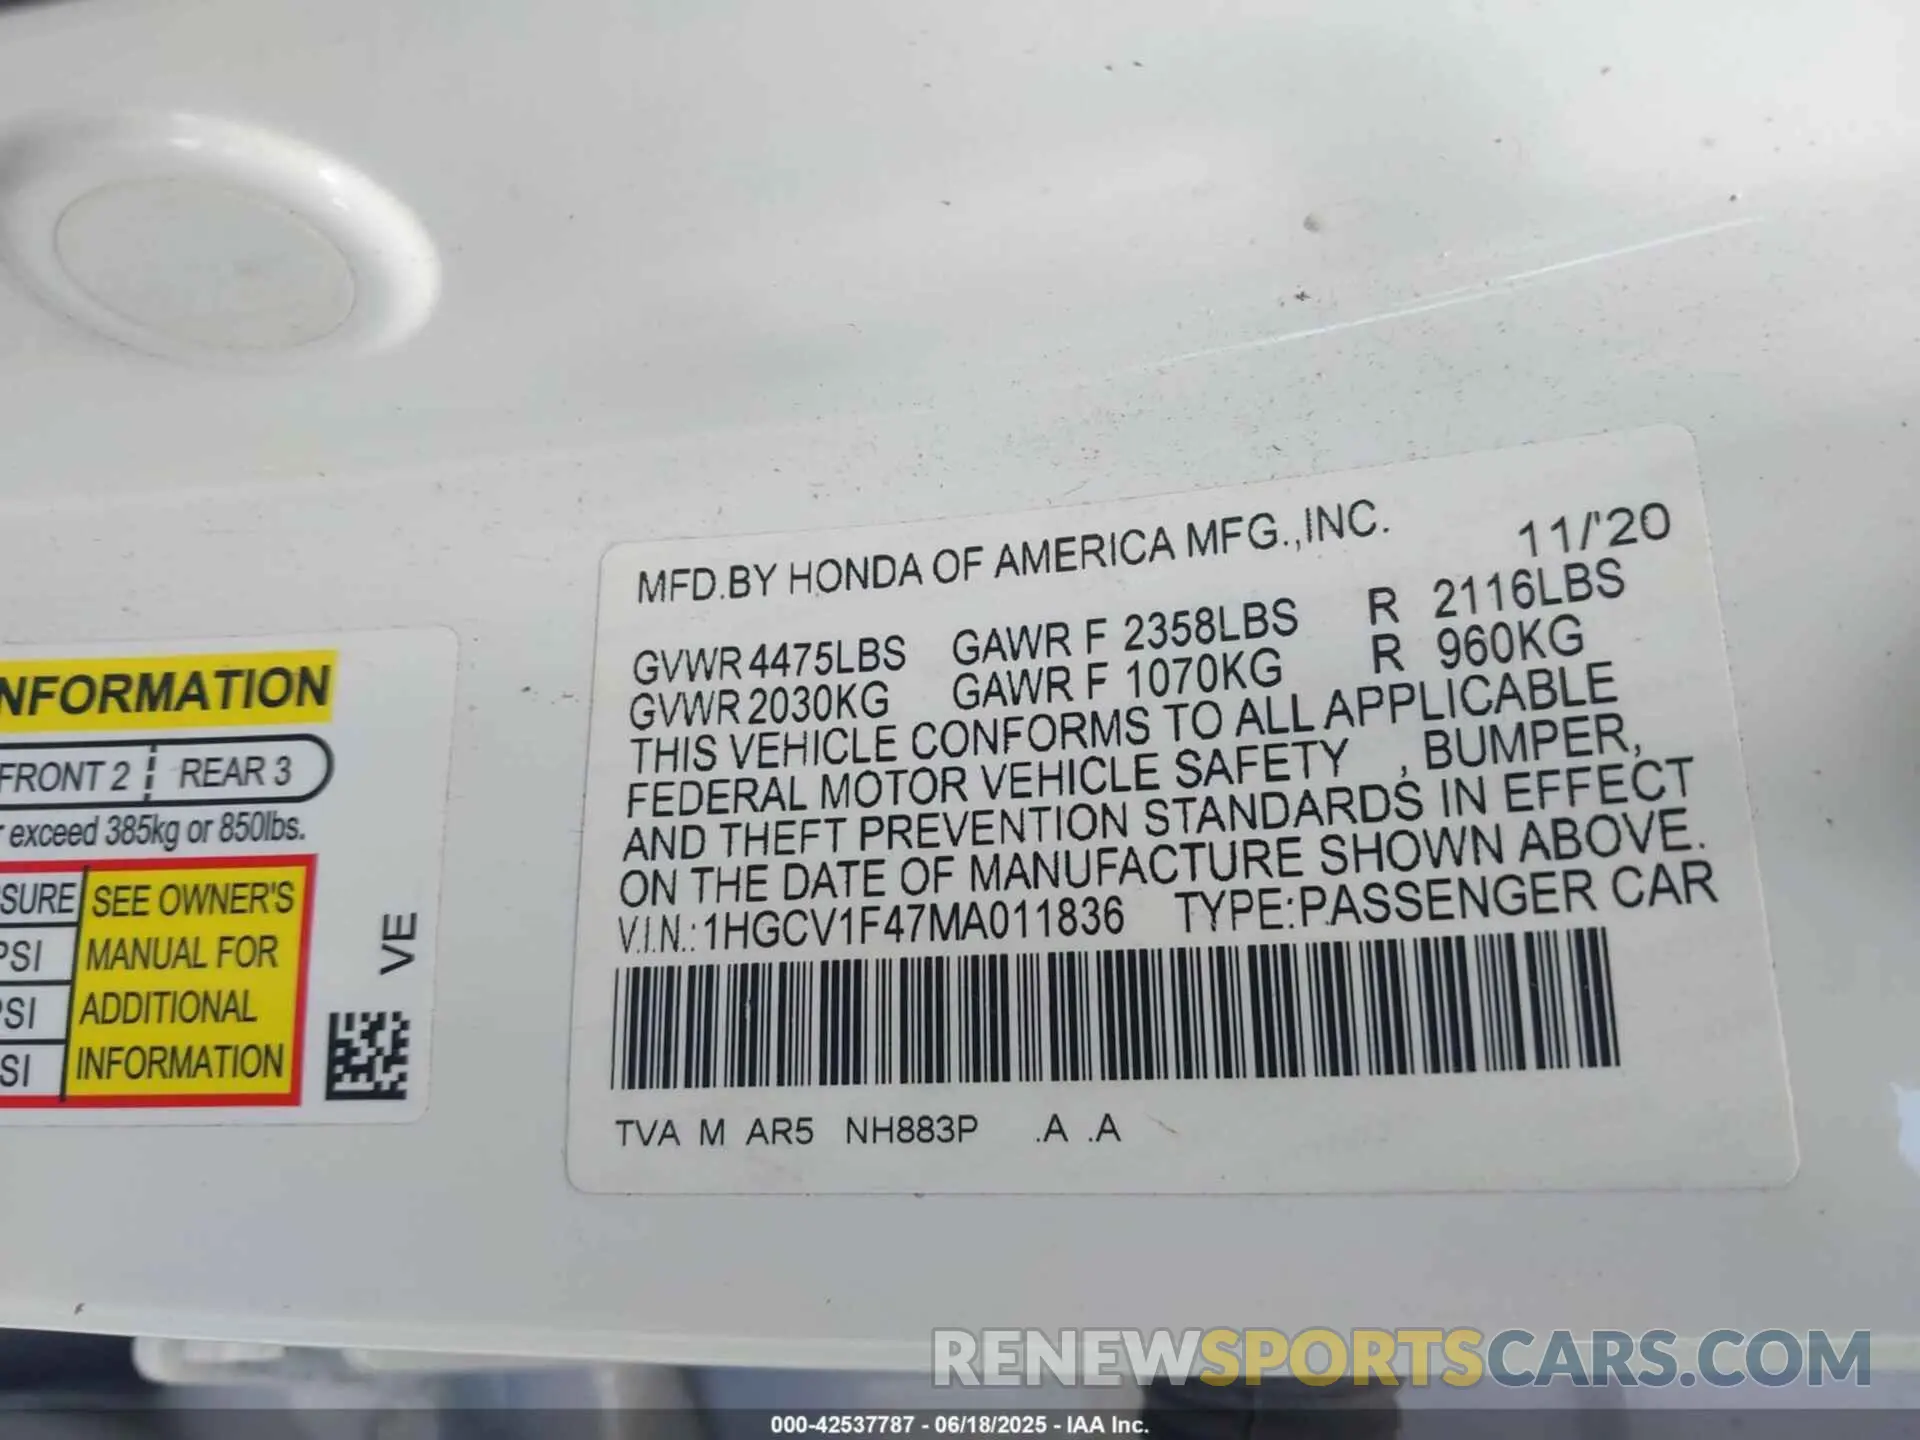 MFD.BY HONDA OF AMERICA MFG.,INC. 11/'20
GVWR 4475LBS GAWR F 2358LBS R 2116LBS
GVWR 2030KG GAWR F 1070KG R 960KG
THIS VEHICLE CONFORMS TO ALL APPLICABLE
FEDERAL MOTOR VEHICLE SAFETY , BUMPER,
AND THEFT PREVENTION STANDARDS IN EFFECT
ON THE DATE OF MANUFACTURE SHOWN ABOVE.
V.I.N.: 1HGCV1F47MA011836 TYPE:PASSENGER CAR
TVA M AR5 NH883P .A .A
NFORMATION
FRONT 2 REAR 3
r exceed 385kg or 850lbs.
SURE
PSI
PSI
SI
SEE OWNER'S
MANUAL FOR
ADDITIONAL
INFORMATION
VE
RENEWSPORTSCARS.COM
000-42537787 - 06/18/2025 - IAA Inc.